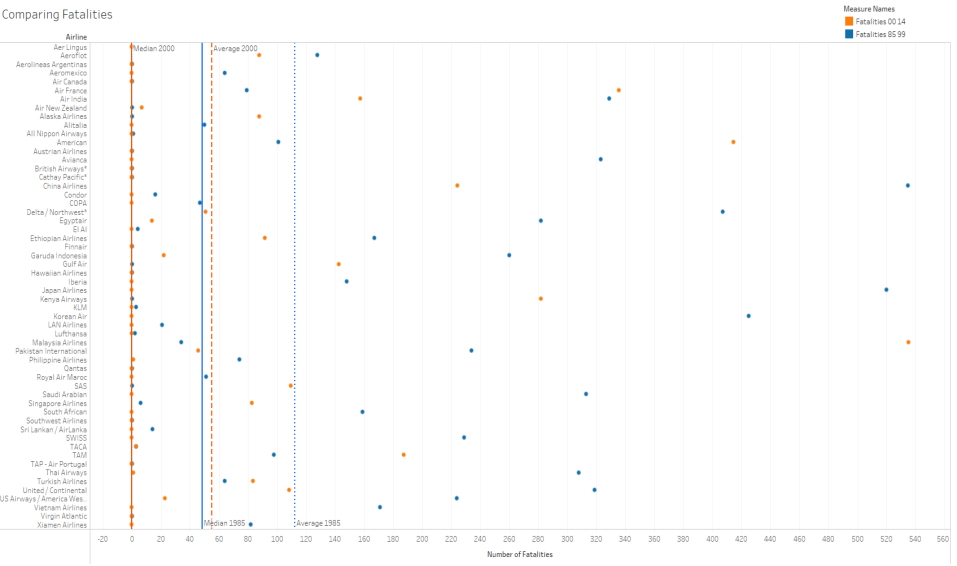 Comparing Fatalities
Measure Names
Fatalities 00 14
Fatalities 85 99
Airline
Median 2000
Average 2000
Aer Lingus
Aeroflot
Aerolineas Argentinas
Aeromexico
Air Canada
Air France
Air India
Air New Zealand
Alaska Airlines
Alitalia
All Nippon Airways
American
Austrian Airlines
Avianca
British Airways*
Cathay Pacific*
China Airlines
Condor
COPA
Delta / Northwest*
Egyptair
El Al
Ethiopian Airlines
Finnair
Garuda Indonesia
Gulf Air
Hawaiian Airlines
Iberia
Japan Airlines
Kenya Airways
KLM
Korean Air
LAN Airlines
Lufthansa
Malaysia Airlines
Pakistan International
Philippine Airlines
Qantas
Royal Air Maroc
SAS
Saudi Arabian
Singapore Airlines
South African
Southwest Airlines
Sri Lankan / AirLanka
SWISS
TACA
TAM
TAP - Air Portugal
Thai Airways
Turkish Airlines
United / Continental
US Airways / America Wes..
Vietnam Airlines
Virgin Atlantic
Xiamen Airlines
Median 1985
Average 1985
-20 0 20 40 60 80 100 120 140 160 180 200 220 240 260 280 300 320 340 360 380 400 420 440 460 480 500 520 540 560
Number of Fatalities